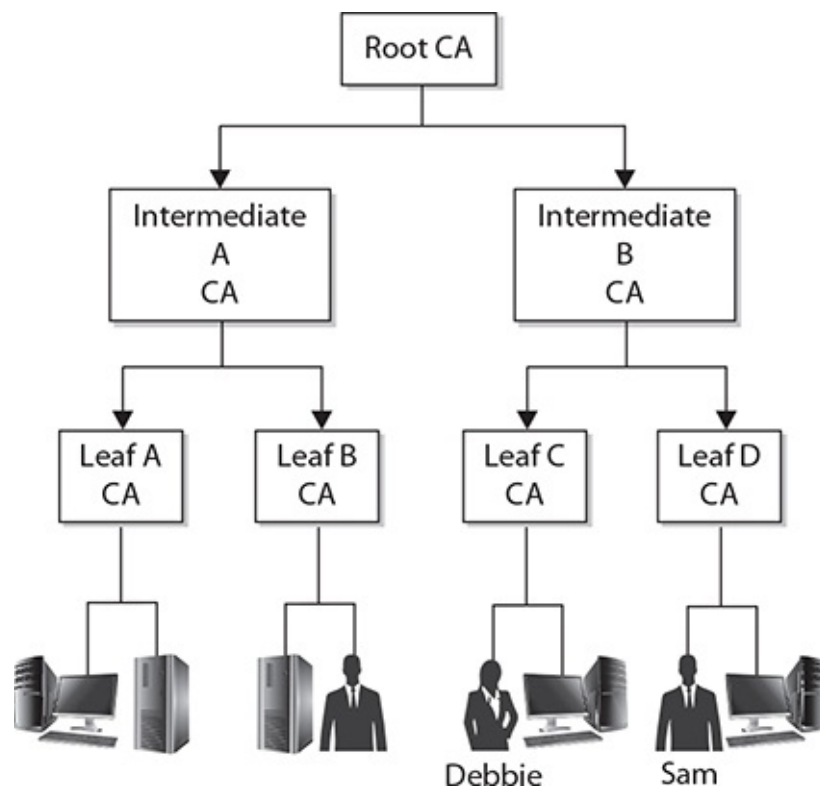 Root CA
Intermediate
A
CA
Intermediate
B
CA
Leaf A
CA
Leaf B
CA
Leaf C
CA
Leaf D
CA
Debbie
Sam